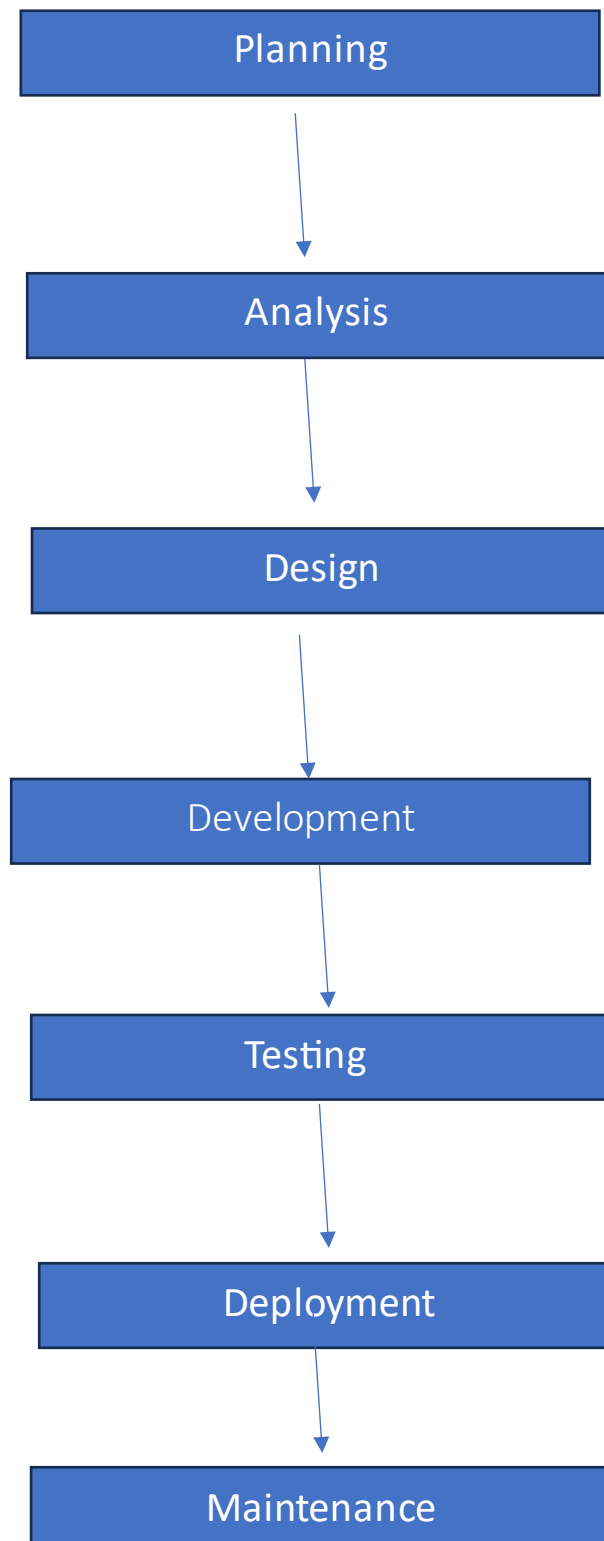 Planning
Analysis
Design
Development
Testing
Deployment
Maintenance